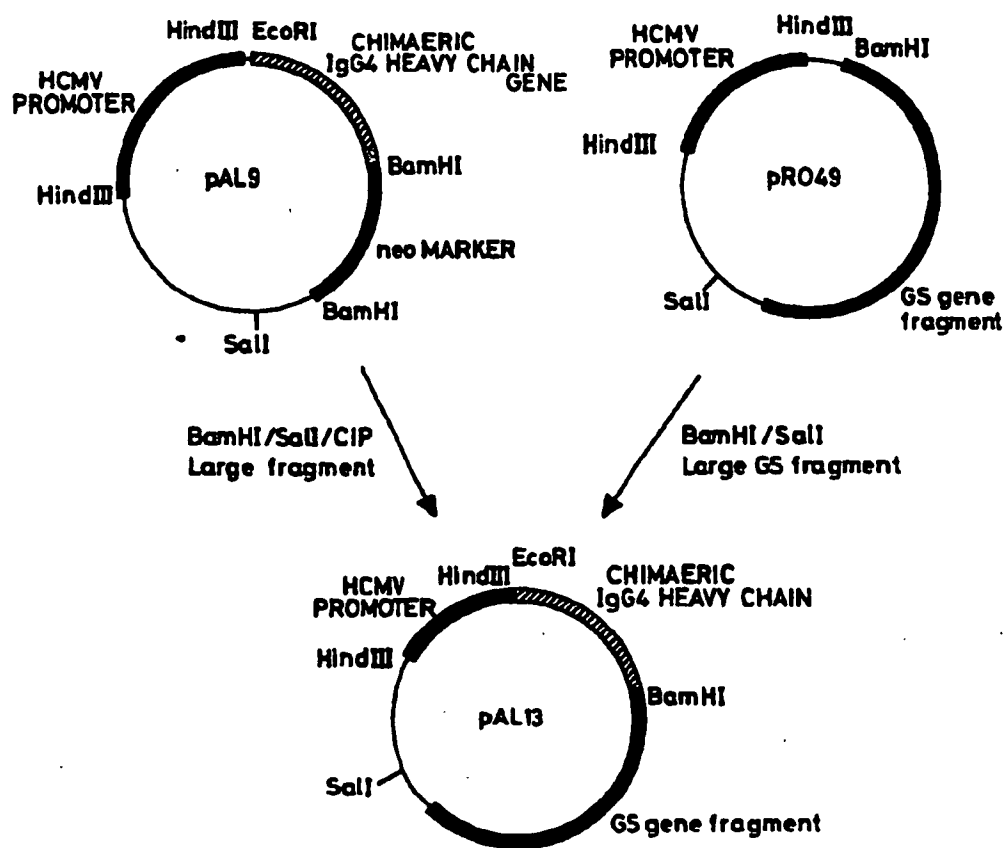 HindIII EcoRI
CHIMAERIC
IgG4 HEAVY CHAIN
GENE
HCMV
PROMOTER
BamHI
pAL9
HindIII
neo MARKER
BamHI
SalI
HindIII
HCMV
PROMOTER
BamHI
HindIII
pRO49
SalI
GS gene
fragment
BamHI/SalI/CIP
Large fragment
BamHI/SalI
Large GS fragment
EcoRI
HindIII
CHIMAERIC
IgG4 HEAVY CHAIN
HCMV
PROMOTER
HindIII
BamHI
pAL13
SalI
GS gene fragment